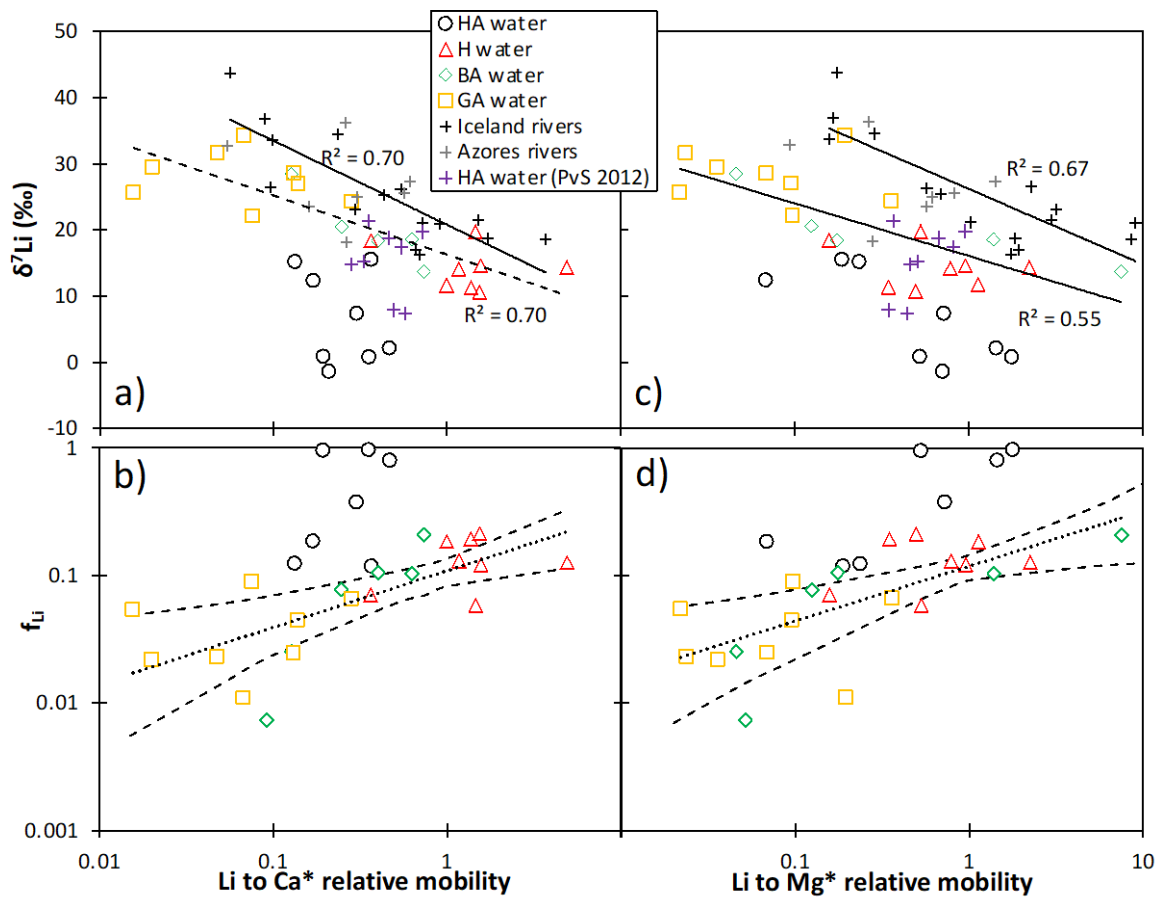 50
40
30
20
10
0
-10
δ⁷Li (‰)
HA water
H water
BA water
GA water
Iceland rivers
Azores rivers
HA water (PvS 2012)
R² = 0.70
R² = 0.70
a)
R² = 0.67
R² = 0.55
c)
1
0.1
0.01
0.001
fLi
b)
d)
0.01
0.1
1
0.1
1
10
Li to Ca* relative mobility
Li to Mg* relative mobility